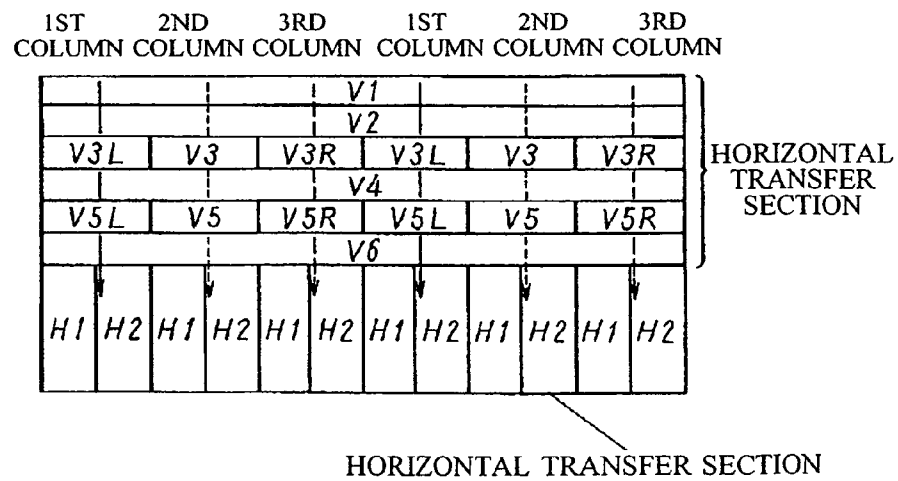 1ST 2ND 3RD 1ST 2ND 3RD
COLUMN COLUMN COLUMN COLUMN COLUMN COLUMN
V1
V2
V3L V3 V3R V3L V3 V3R
V4
V5L V5 V5R V5L V5 V5R
V6
HORIZONTAL
TRANSFER
SECTION
H1 H2 H1 H2 H1 H2 H1 H2 H1 H2 H1 H2
HORIZONTAL TRANSFER SECTION